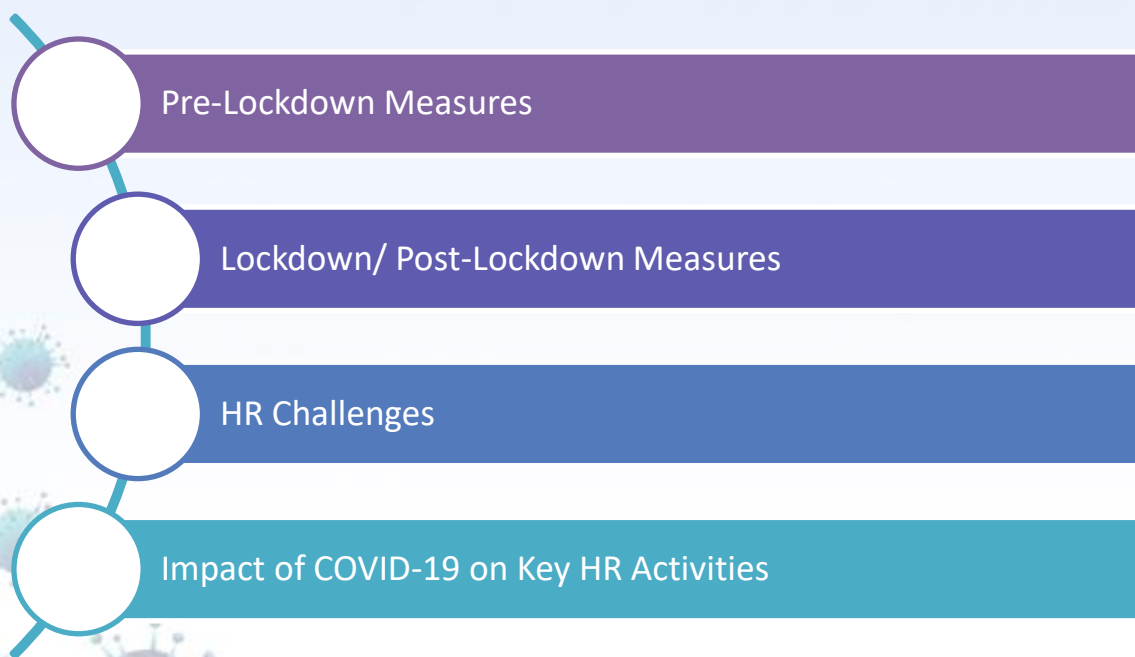 Pre-Lockdown Measures
Lockdown/ Post-Lockdown Measures
HR Challenges
Impact of COVID-19 on Key HR Activities